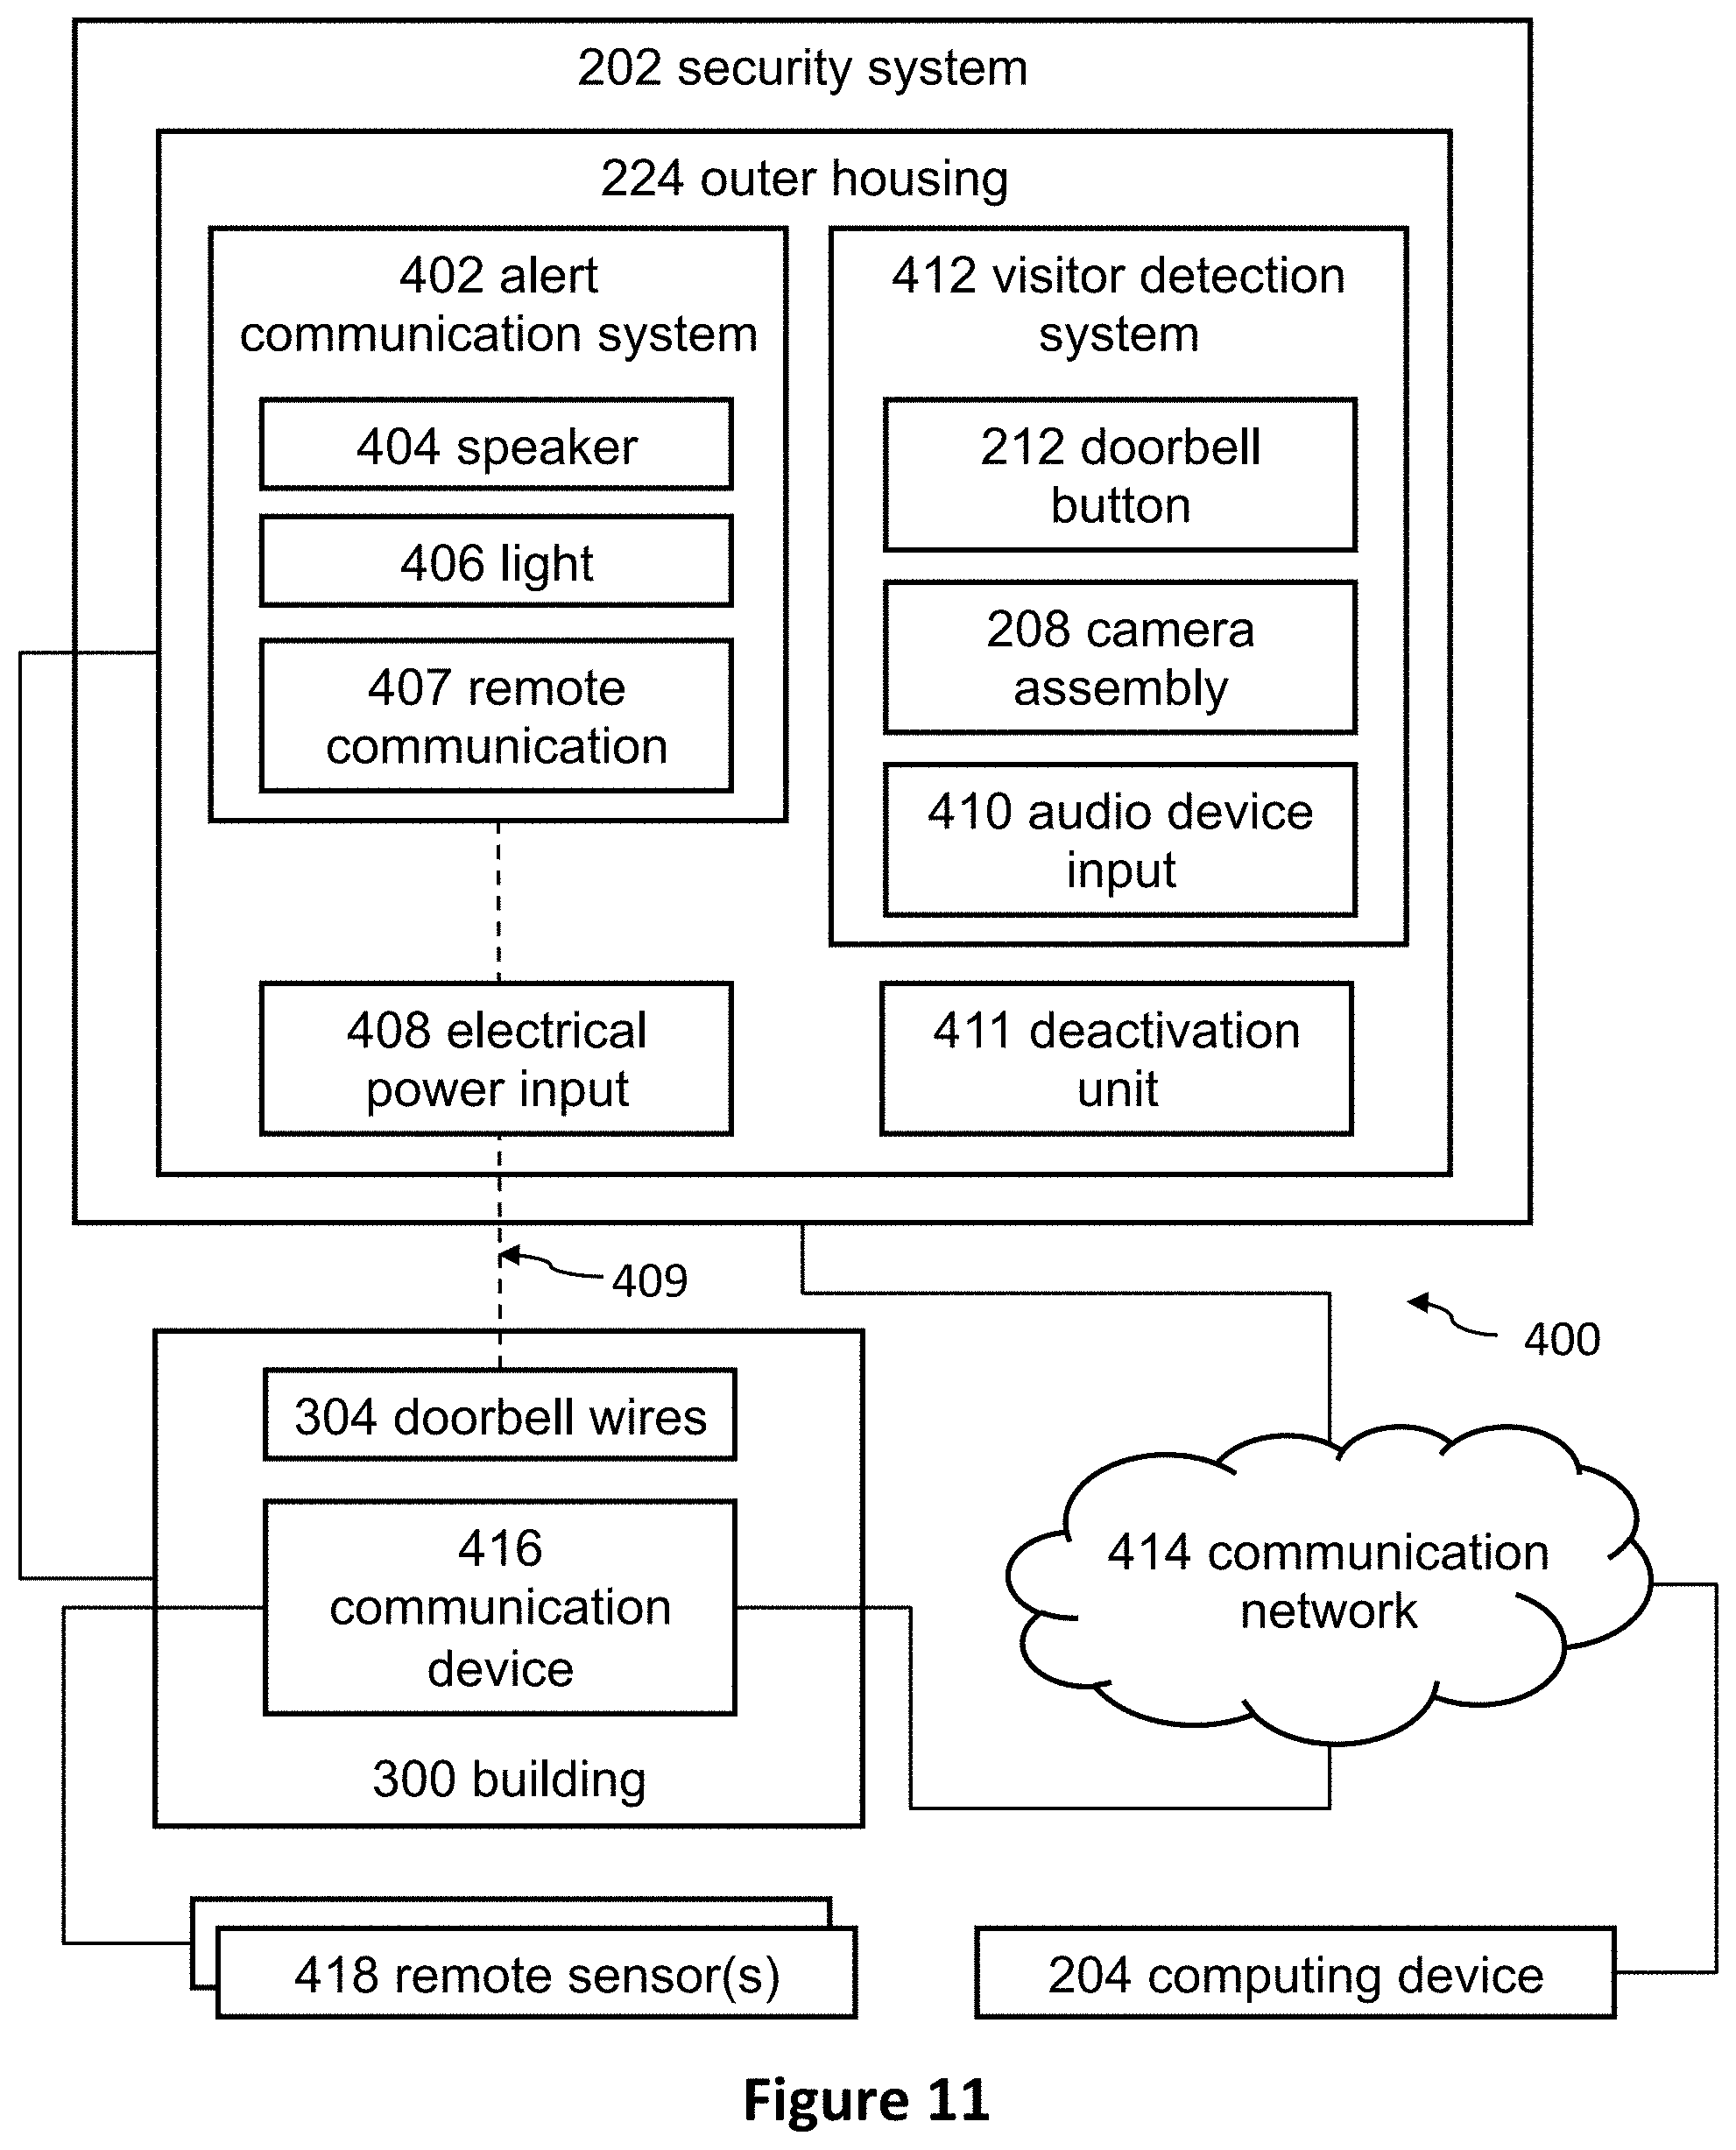 202 security system
224 outer housing
402 alert
communication system
404 speaker
406 light
407 remote
communication
412 visitor detection
system
212 doorbell
button
208 camera
assembly
410 audio device
input
408 electrical
power input
411 deactivation
unit
409
400
304 doorbell wires
416
communication
device
300 building
414 communication
network
418 remote sensor(s)
204 computing device
Figure 11